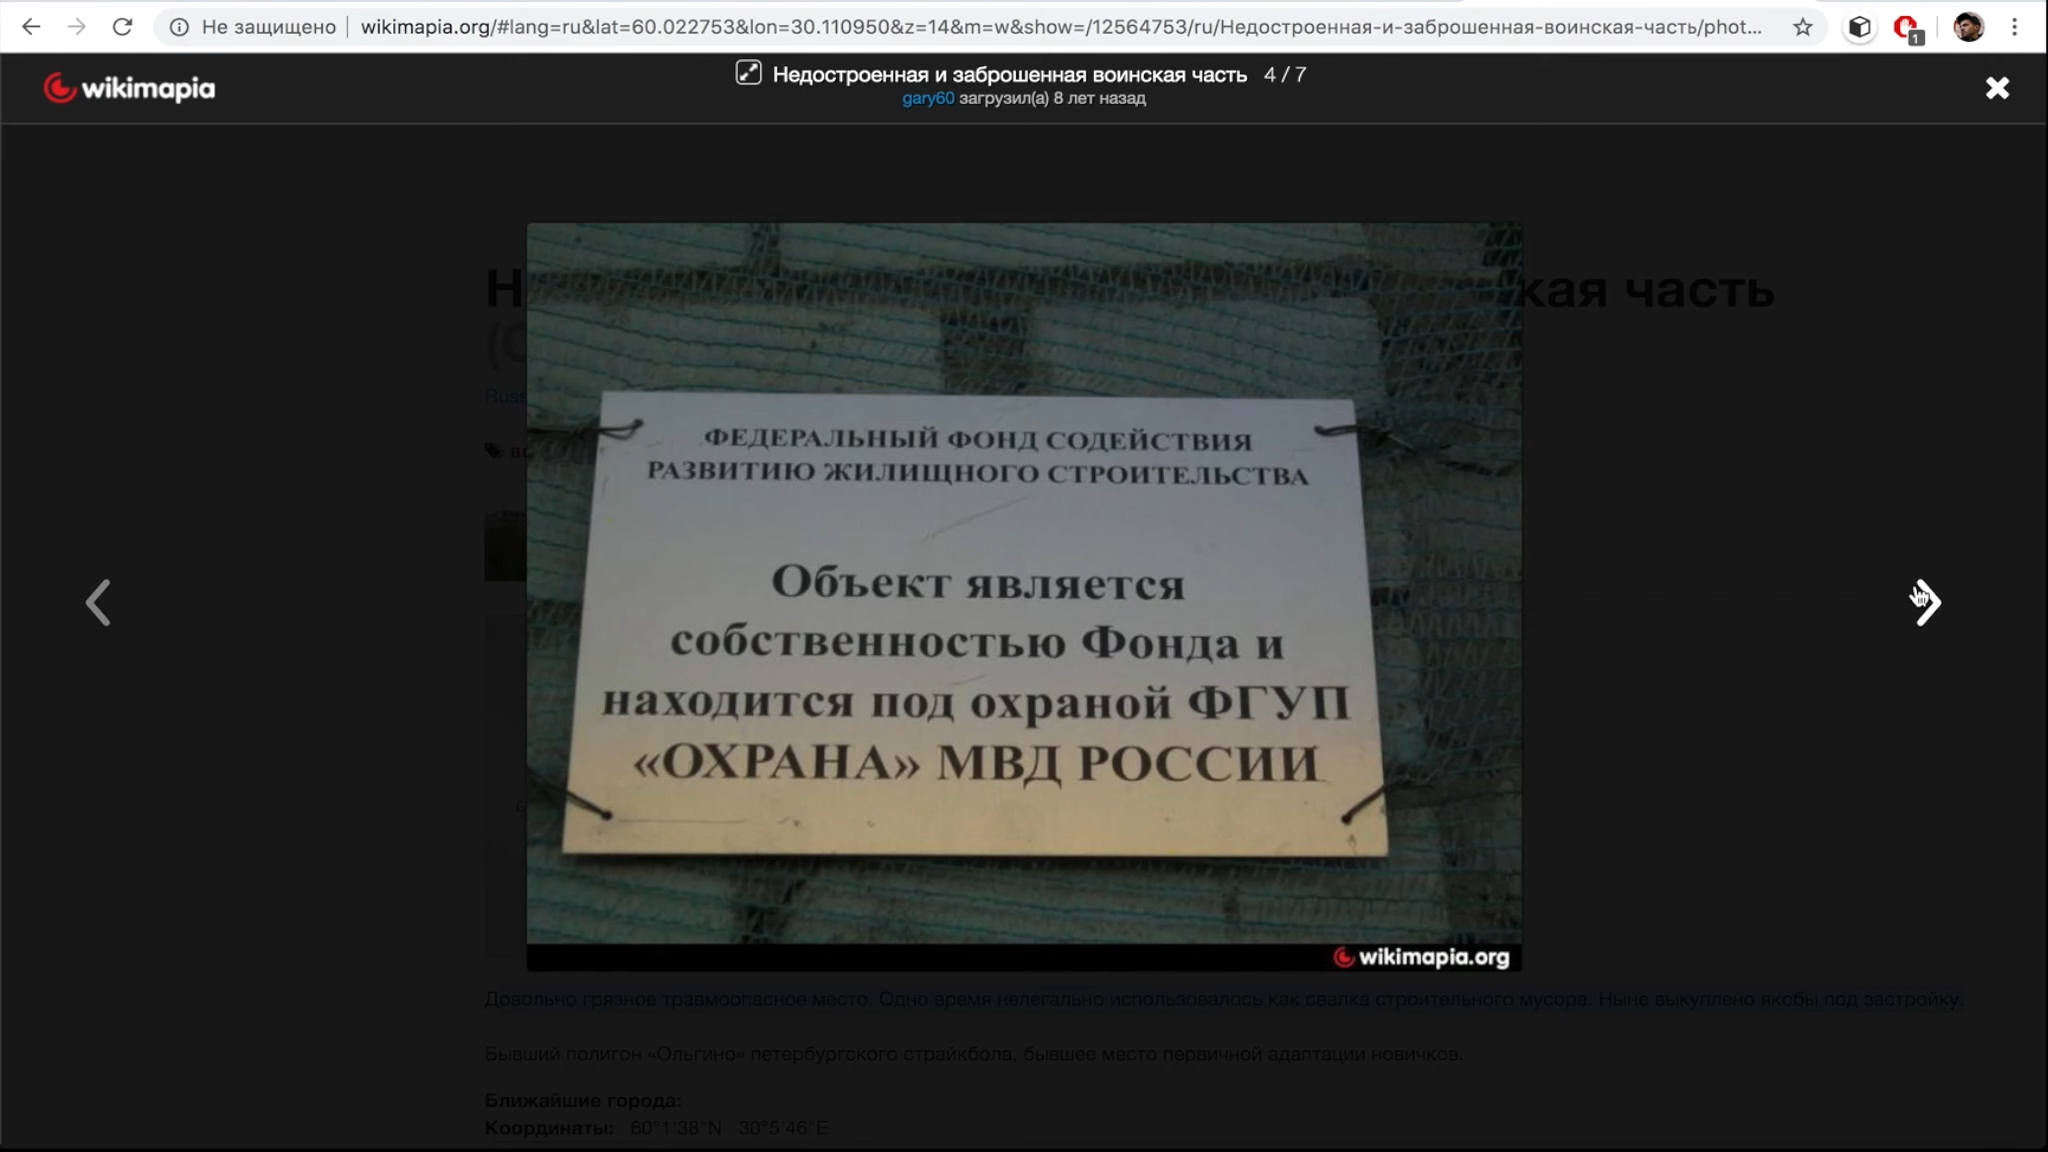 Не защищено
wikimapia.org/#lang=ru&lat=60.022753&lon=30.110950&z=14&m=w&show=/12564753/ru/Недостроенная-и-заброшенная-воинская-часть/phot...
1
wikimapia
Недостроенная и заброшенная воинская часть 4 / 7
gary60 загрузил(а) 8 лет назад
Н
кая часть
Russ
ФЕДЕРАЛЬНЫЙ ФОНД СОДЕЙСТВИЯ
РАЗВИТИЮ ЖИЛИЩНОГО СТРОИТЕЛЬСТВА
Объект является
собственностью Фонда и
находится под охраной ФГУП
«ОХРАНА» МВД РОССИИ
wikimapia.org
Довольно грязное травмоопасное место. Одно время нелегально использовалось как свалка строительного мусора. Ныне выкуплено якобы под застройку.
Бывший полигон «Ольгино» петербургского страйкбола, бывшее место первичной адаптации новичков.
Ближайшие города:
Координаты: 60°1'38"N 30°5'46"E